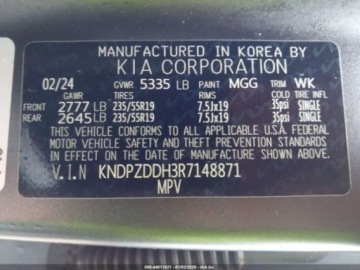 MANUFACTURED IN KOREA BY
KIA CORPORATION
02/24 GVWR 5335 LB PAINT MGG TRIM WK
GAWR TIRES RIMS COLD TIRE INFL
FRONT 2777 LB 235/55R19 7.5Jx19 35psi SINGLE
REAR 2645 LB 235/55R19 7.5Jx19 35psi SINGLE
THIS VEHICLE CONFORMS TO ALL APPLICABLE U.S.A. FEDERAL
MOTOR VEHICLE SAFETY, BUMPER, AND
THEFT PREVENTION STANDARDS IN EFFECT ON THE DATE OF
MANUFACTURE SHOWN ABOVE.
V.I.N KNDPZDDH3R7148871
MPV